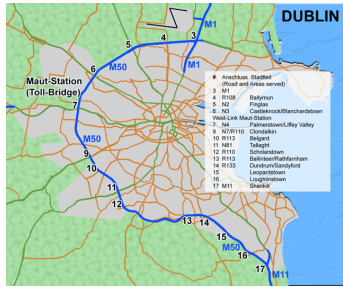 DUBLIN
M1
4
3
5
M50
M1
6
Maut-Station
(Toll-Bridge)
7
M50
9
10
11
12
13
14
15
M50
16
17
M11
# Anschluss Stadtteil
(Road and Areas served)
3 M1
4 R108 Ballymun
5 N2 Finglas
6 N3 Castleknock/Blanchardstown
West-Link Mauth-Station
7 N4 Palmerstown/Liffey Valley
9 N7/R110 Clondalkin
10 R113 Belgard
11 N81 Tallaght
12 R110 Scholarstown
13 R113 Ballinteer/Rathfarnham
14 R133 Dundrum/Sandyford
15 Leopardstown
16 Loughlinstown
17 M11 Shankill